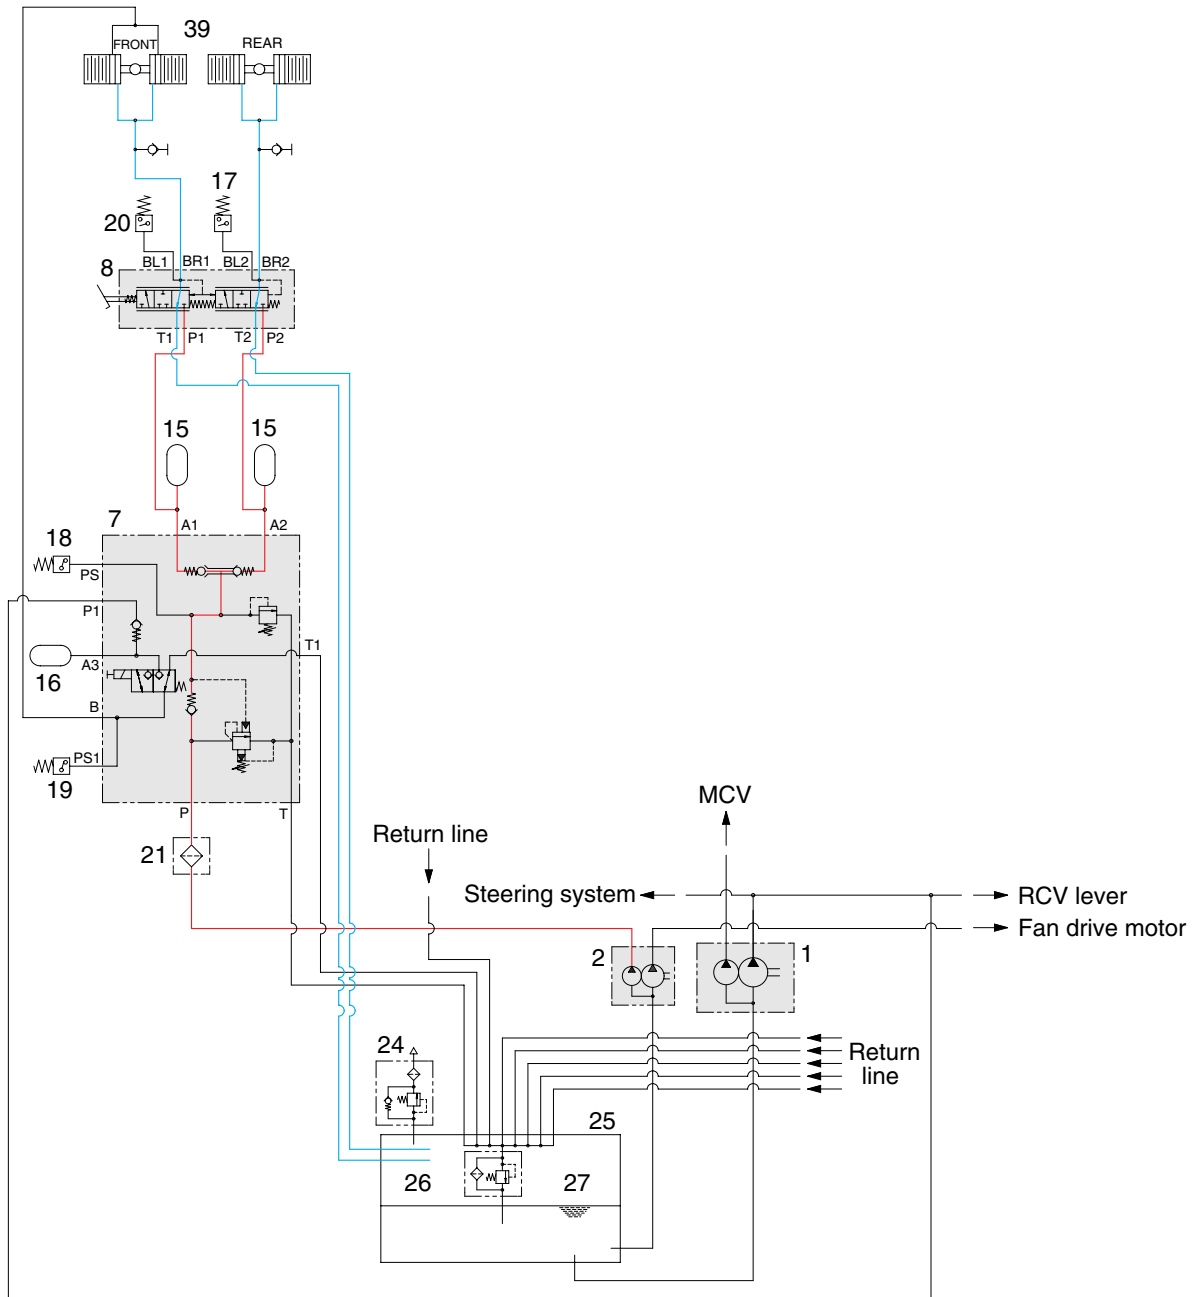 39
FRONT
REAR
17
20
BL1
BR1
BL2
BR2
8
T1
P1
T2
P2
15
15
7
A1
A2
18
PS
P1
T1
A3
16
B
PS1
19
P
T
MCV
Return line
21
Steering system
RCV lever
Fan drive motor
2
1
24
Return
line
25
26
27